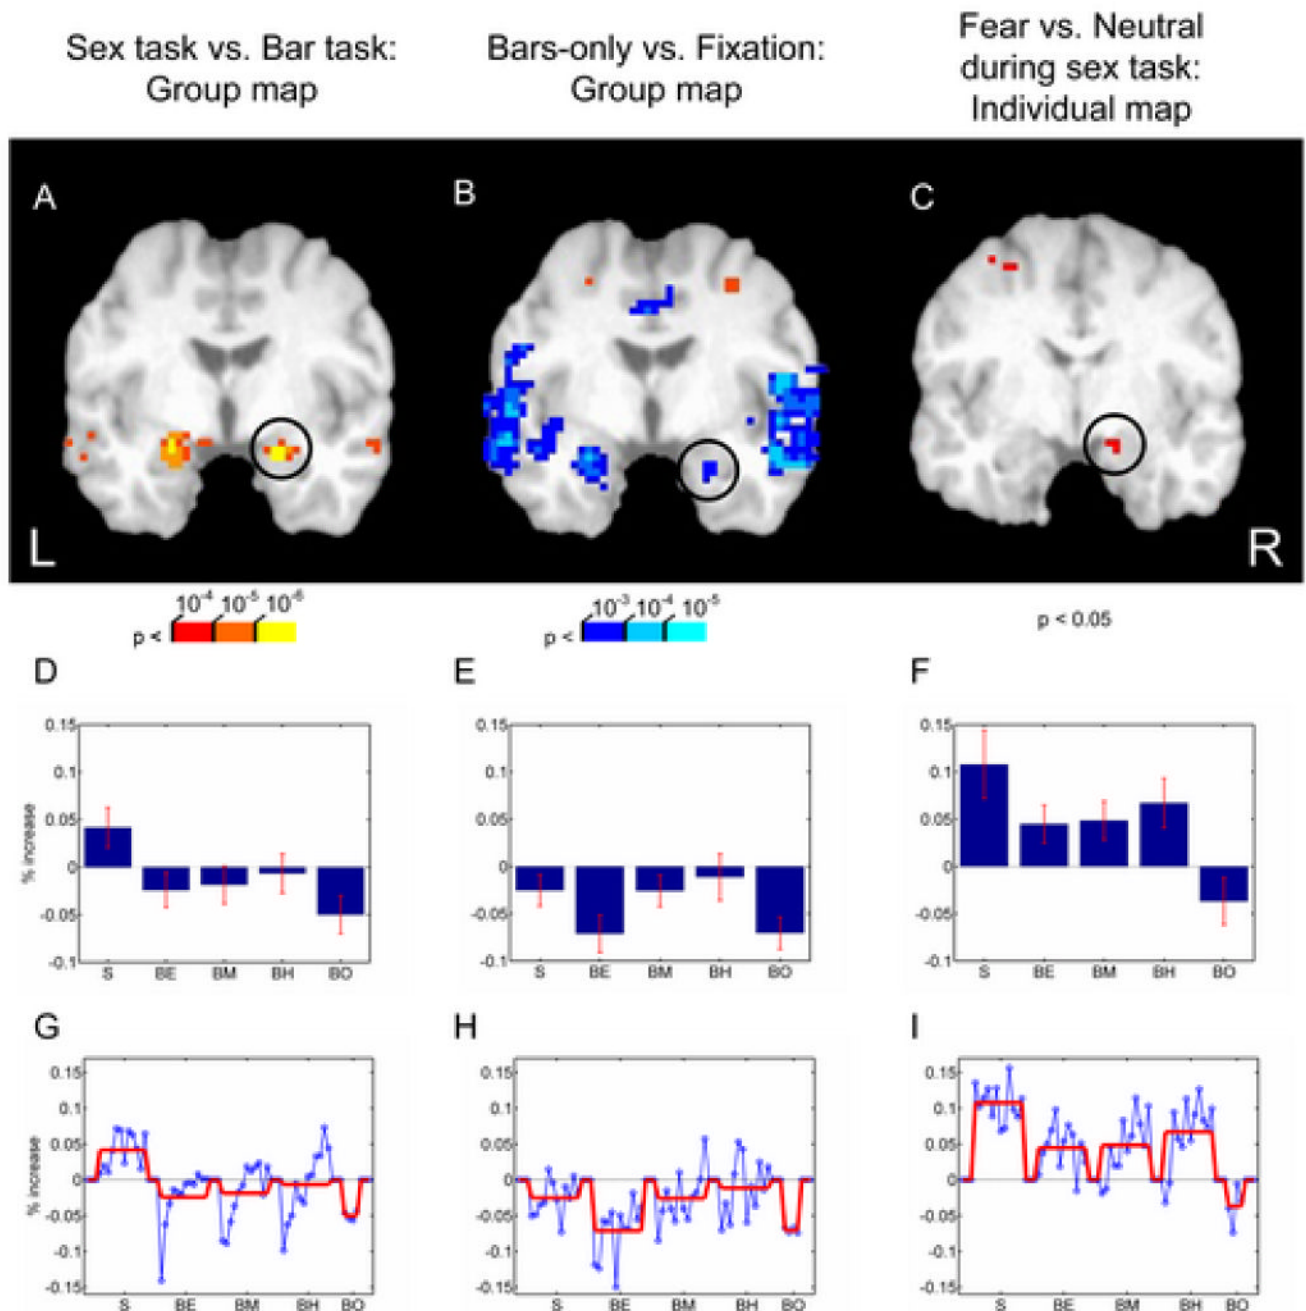 Sex task vs. Bar task:
Group map
Bars-only vs. Fixation:
Group map
Fear vs. Neutral
during sex task:
Individual map
A
B
C
L
R
p < 10-4 10-5 10-6
p < 10-3 10-4 10-5
p < 0.05
D
E
F
% increase
0.15
0.1
0.05
0
-0.05
-0.1
S BE BM BH BO
0.15
0.1
0.05
0
-0.05
-0.1
S BE BM BH BO
0.15
0.1
0.05
0
-0.05
-0.1
S BE BM BH BO
G
H
I
% increase
0.15
0.1
0.05
0
-0.05
-0.1
-0.15
S BE BM BH BO
0.15
0.1
0.05
0
-0.05
-0.1
-0.15
S BE BM BH BO
0.15
0.1
0.05
0
-0.05
-0.1
-0.15
S BE BM BH BO